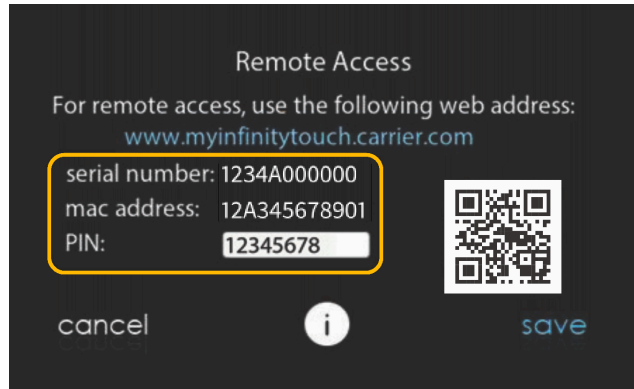 Remote Access
For remote access, use the following web address:
www.myinfinitytouch.carrier.com
serial number: 1234A000000
mac address: 12A345678901
PIN: 12345678
cancel i save